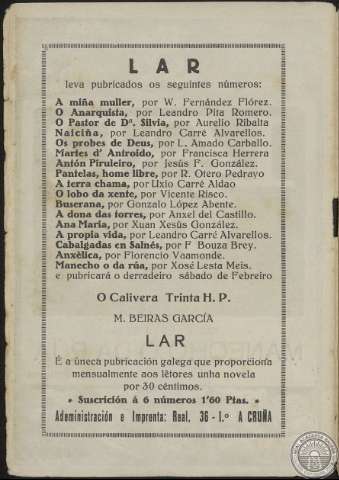 LAR
leva pubricados os seguintes números:
A miña muller, por W. Fernández Flórez.
O Anarquista, por Leandro Pita Romero.
O Pastor de Dª. Silvia, por Aurelio Ribalta
Naiciña, por Leandro Carré Alvarellos.
Os probes de Deus, por L. Amado Carballo.
Martes d' Antroido, por Francisca Herrera
Antón Piruleiro, por Jesús F. González.
Pantelas, home libre, por R. Otero Pedrayo
A terra chama, por Uxio Carré Aldao
O lobo da xente, por Vicente Risco.
Buserana, por Gonzalo López Abente.
A dona das torres, por Anxel del Castillo.
Ana María, por Xuan Xesús González.
A propia vida, por Leandro Carré Alvarellos.
Cabalgadas en Salnés, por F Bouza Brey.
Anxélica, por Florencio Vaamonde.
Manecho o da rúa, por Xosé Lesta Meis.
e pubricará o derradeiro sábado de Febreiro
O Calivera Trinta H. P.
M. BEIRAS GARCÍA
LAR
É a úneca pubricación galega que proporciona
mensualmente aos lêtores unha novela
por 30 céntimos.
* Suscrición á 6 números 1'60 Ptas. *
Adeministración e Imprenta: Real, 36 - 1.º A CRUÑA